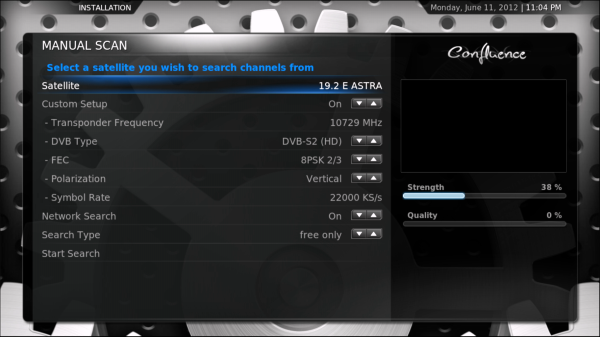 INSTALLATION
Monday, June 11, 2012 | 11:04 PM
MANUAL SCAN
Confluence
Select a satellite you wish to search channels from
Satellite 19.2 E ASTRA
Custom Setup On
- Transponder Frequency 10729 MHz
- DVB Type DVB-S2 (HD)
- FEC 8PSK 2/3
- Polarization Vertical
- Symbol Rate 22000 KS/s
Network Search On
Search Type free only
Start Search
Strength 38 %
Quality 0 %